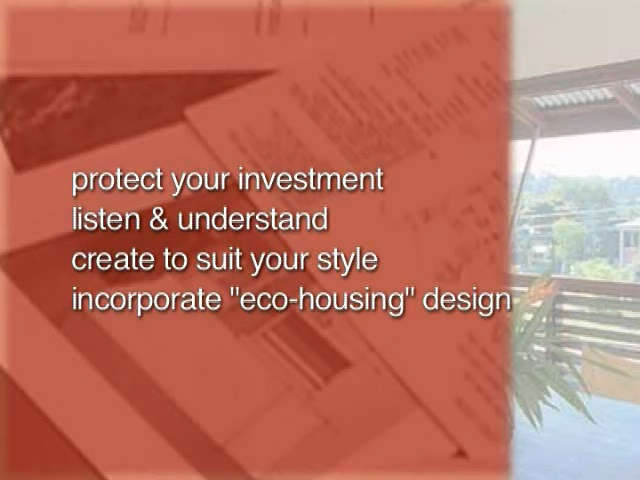 protect your investment
listen & understand
create to suit your style
incorporate "eco-housing" design